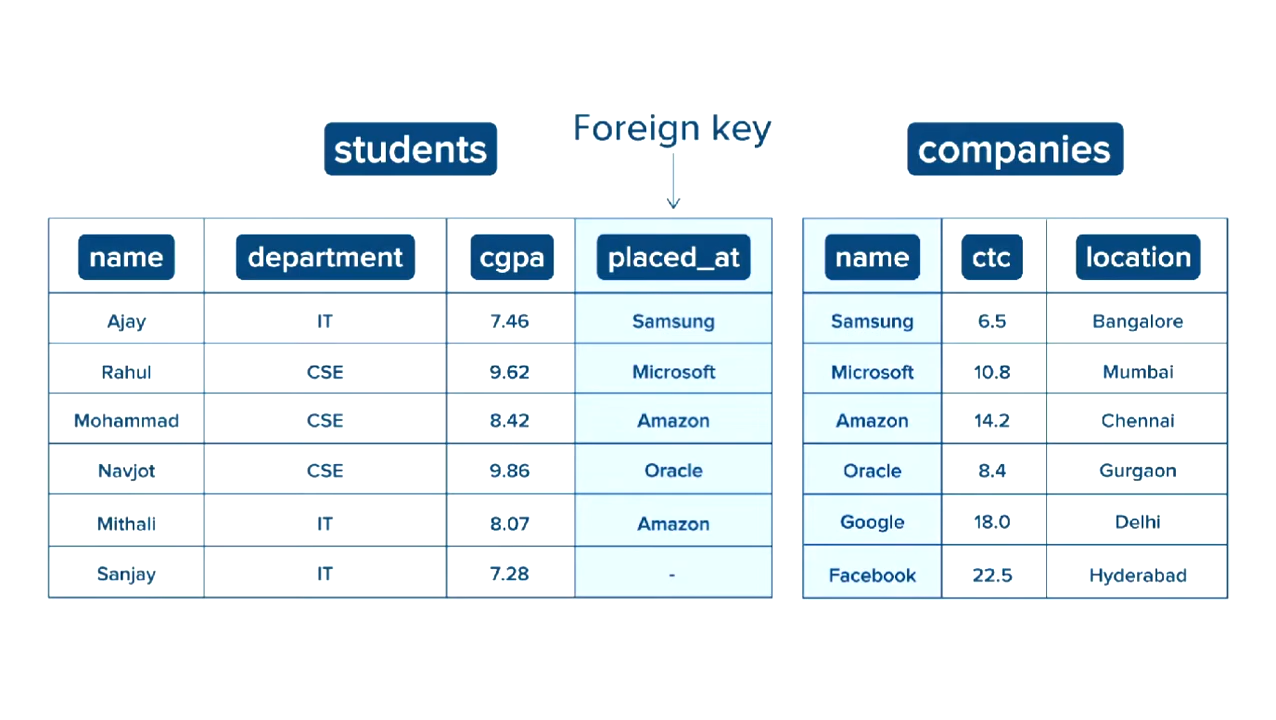 Foreign key
students
companies
name department cgpa placed_at
Ajay IT 7.46 Samsung
Rahul CSE 9.62 Microsoft
Mohammad CSE 8.42 Amazon
Navjot CSE 9.86 Oracle
Mithali IT 8.07 Amazon
Sanjay IT 7.28 -
name ctc location
Samsung 6.5 Bangalore
Microsoft 10.8 Mumbai
Amazon 14.2 Chennai
Oracle 8.4 Gurgaon
Google 18.0 Delhi
Facebook 22.5 Hyderabad